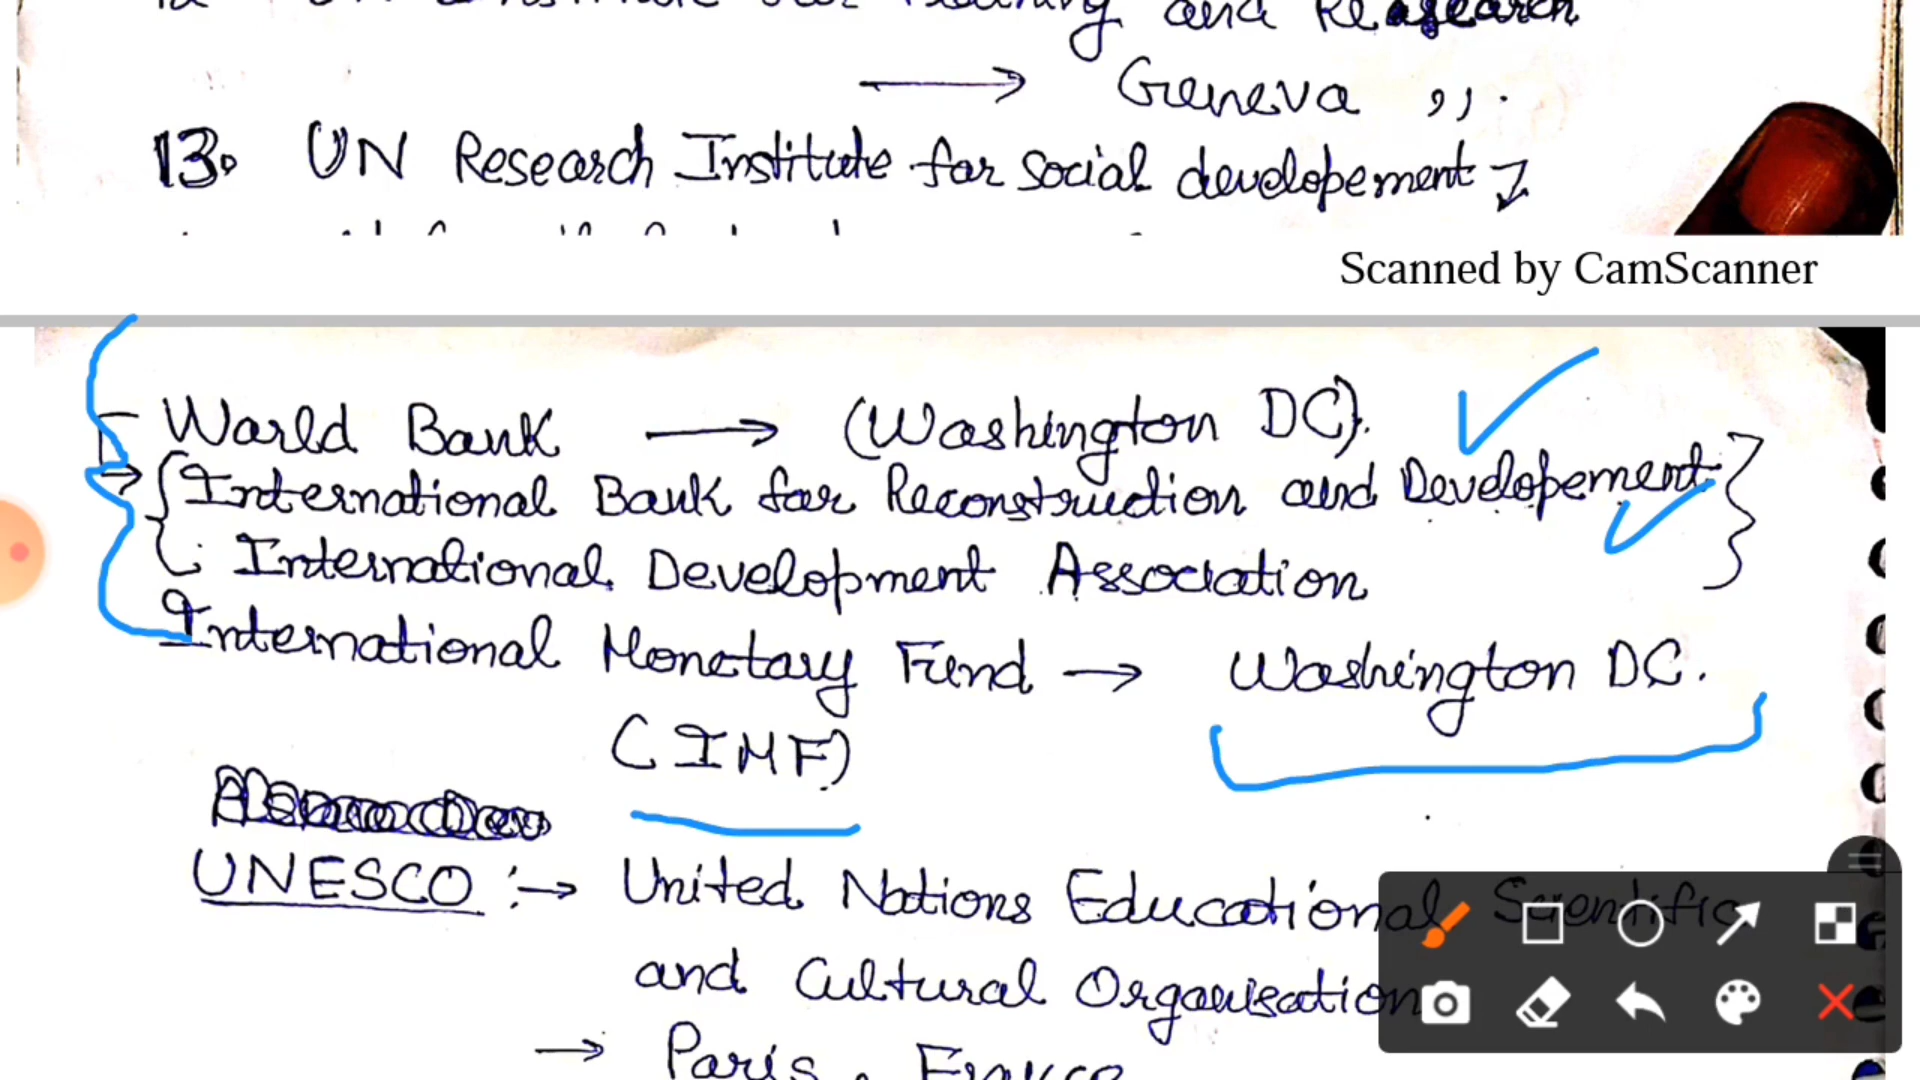 and Research
Geneva ,, .
13. UN Research Institute for social developement
Scanned by CamScanner
World Bank → (Washington DC).
→ { International Bank for Reconstruction and Developement }
International Development Association
International Monetary Fund → Washington DC.
(IMF)
UNESCO :→ United Nations Educational Scientific
and Cultural Organisation
→ Paris, France